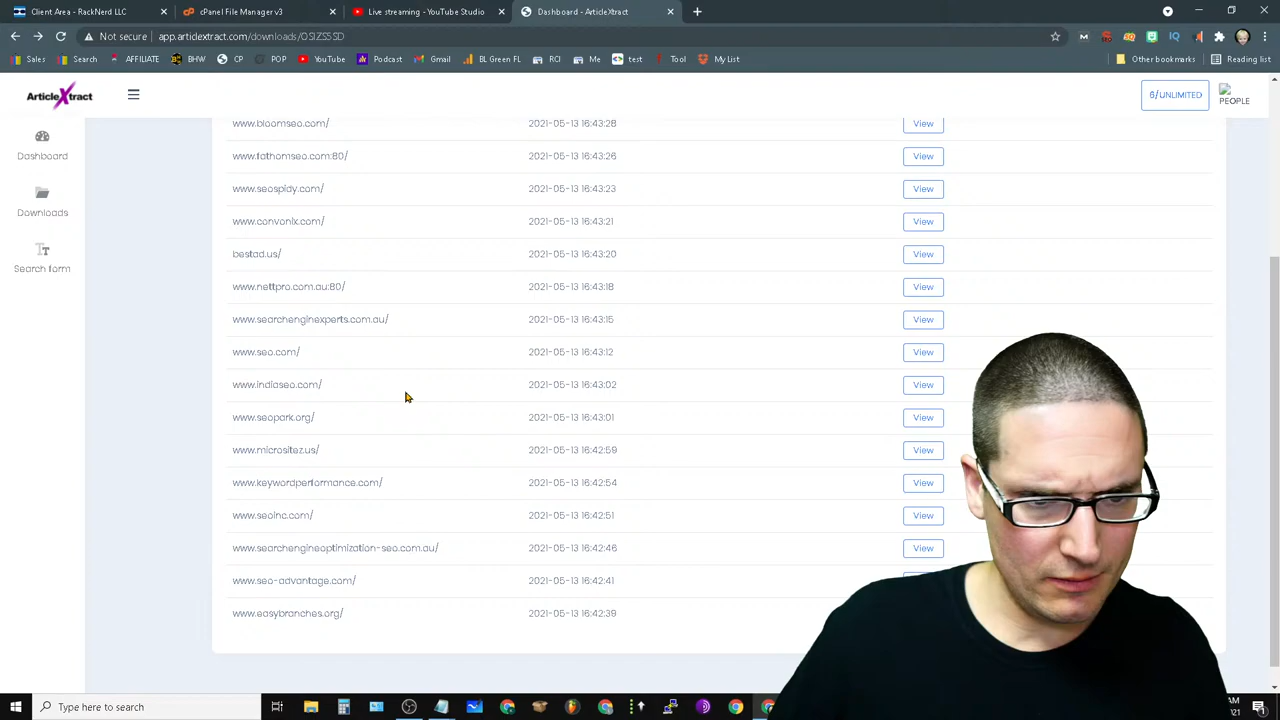 Client Area - RackNerd LLC
cPanel File Manager v3
Live streaming - YouTube Studio
Dashboard - ArticleXtract
Not secure
app.articlextract.com/downloads/
Sales
Search
AFFILIATE
BHW
CP
POP
YouTube
Podcast
BL Green FL
RCI
Me
test
Tool
My List
Other bookmarks
Reading list
ArticleXtract
6/UNLIMITED
PEOPLE
Dashboard
Downloads
Search form
www.bloomseo.com/ 2021-05-13 16:43:28 View
www.fathomseo.com:80/ 2021-05-13 16:43:26 View
www.seospidy.com/ 2021-05-13 16:43:23 View
www.convonix.com/ 2021-05-13 16:43:21 View
bestad.us/ 2021-05-13 16:43:20 View
www.nettpro.com.au:80/ 2021-05-13 16:43:18 View
www.searchenginexperts.com.au/ 2021-05-13 16:43:15 View
www.seo.com/ 2021-05-13 16:43:12 View
www.indiaseo.com/ 2021-05-13 16:43:02 View
www.seopark.org/ 2021-05-13 16:43:01 View
www.micrositez.us/ 2021-05-13 16:42:59 View
www.keywordperformance.com/ 2021-05-13 16:42:54 View
www.seoinc.com/ 2021-05-13 16:42:51 View
www.searchengineoptimization-seo.com.au/ 2021-05-13 16:42:46 View
www.seo-advantage.com/ 2021-05-13 16:42:41
www.easybranches.org/ 2021-05-13 16:42:39
Type here to search